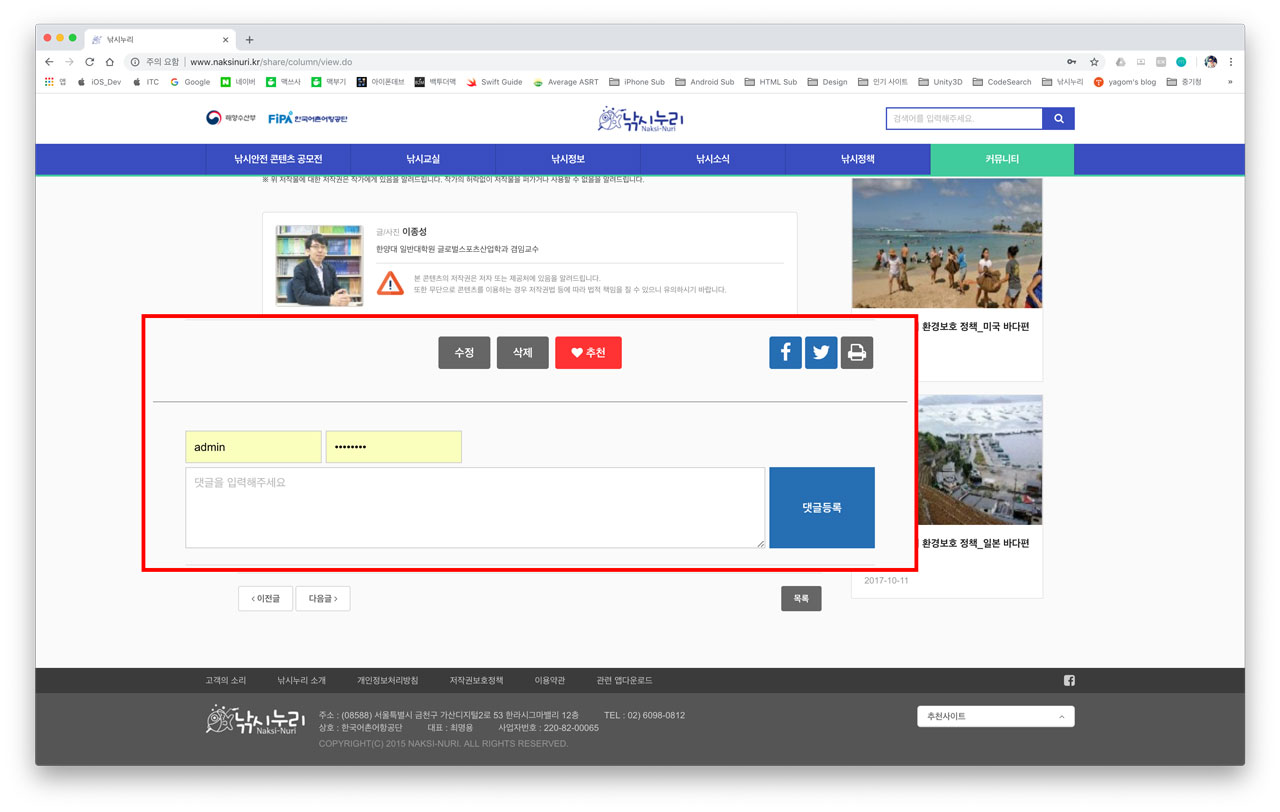 낚시누리
주의 요함 | www.naksinuri.kr/share/column/view.do
앱 iOS_Dev ITC Google 네이버 맥쓰사 맥부기 아이폰데브 백투더맥 Swift Guide Average ASRT iPhone Sub Android Sub HTML Sub Design 인기 사이트 Unity3D CodeSearch 낚시누리 yagom's blog 중기청 »
해양수산부 FiPA 한국어촌어항공단 낚시누리 Naksi-Nuri 검색어를 입력해주세요.
낚시안전 콘텐츠 공모전 낚시교실 낚시정보 낚시소식 낚시정책 커뮤니티
※ 위 저작물에 대한 저작권은 작가에게 있음을 알려드립니다. 작가의 허락없이 저작물을 퍼가거나 사용할 수 없음을 알려드립니다.
글/사진 이종성
한양대 일반대학원 글로벌스포츠산업학과 겸임교수
본 콘텐츠의 저작권은 저자 또는 제공처에 있음을 알려드립니다.
또한 무단으로 콘텐츠를 이용하는 경우 저작권법 등에 따라 법적 책임을 질 수 있으니 유의하시기 바랍니다.
환경보호 정책_미국 바다편
수정 삭제 추천
admin ••••••••
댓글을 입력해주세요
댓글등록
환경보호 정책_일본 바다편
2017-10-11
‹ 이전글 다음글 › 목록
고객의 소리 낚시누리 소개 개인정보처리방침 저작권보호정책 이용약관 관련 앱다운로드
낚시누리 Naksi-Nuri
주소 : (08588) 서울특별시 금천구 가산디지털2로 53 한라시그마밸리 12층 TEL : 02) 6098-0812
상호 : 한국어촌어항공단 대표 : 최명용 사업자번호 : 220-82-00065
COPYRIGHT(C) 2015 NAKSI-NURI. ALL RIGHTS RESERVED.
추천사이트